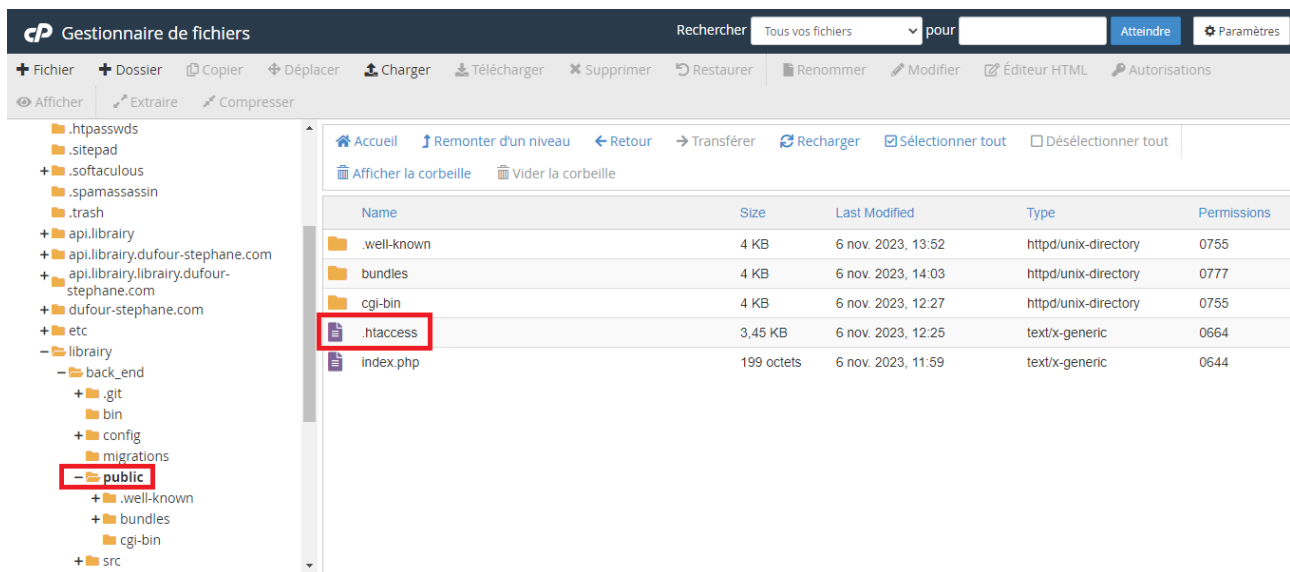 cP Gestionnaire de fichiers Rechercher Tous vos fichiers pour Atteindre Paramètres
+ Fichier + Dossier Copier Déplacer Charger Télécharger Supprimer Restaurer Renommer Modifier Éditeur HTML Autorisations
Afficher Extraire Compresser
.htpasswds
.sitepad
+ .softaculous
.spamassassin
.trash
+ api.librairy
+ api.librairy.dufour-stephane.com
+ api.librairy.librairy.dufour-
stephane.com
+ dufour-stephane.com
+ etc
– librairy
– back_end
+ .git
bin
+ config
migrations
– public
+ .well-known
+ bundles
cgi-bin
+ src
Accueil Remonter d'un niveau Retour Transférer Recharger Sélectionner tout Désélectionner tout
Afficher la corbeille Vider la corbeille
Name Size Last Modified Type Permissions
.well-known 4 KB 6 nov. 2023, 13:52 httpd/unix-directory 0755
bundles 4 KB 6 nov. 2023, 14:03 httpd/unix-directory 0777
cgi-bin 4 KB 6 nov. 2023, 12:27 httpd/unix-directory 0755
.htaccess 3,45 KB 6 nov. 2023, 12:25 text/x-generic 0664
index.php 199 octets 6 nov. 2023, 11:59 text/x-generic 0644